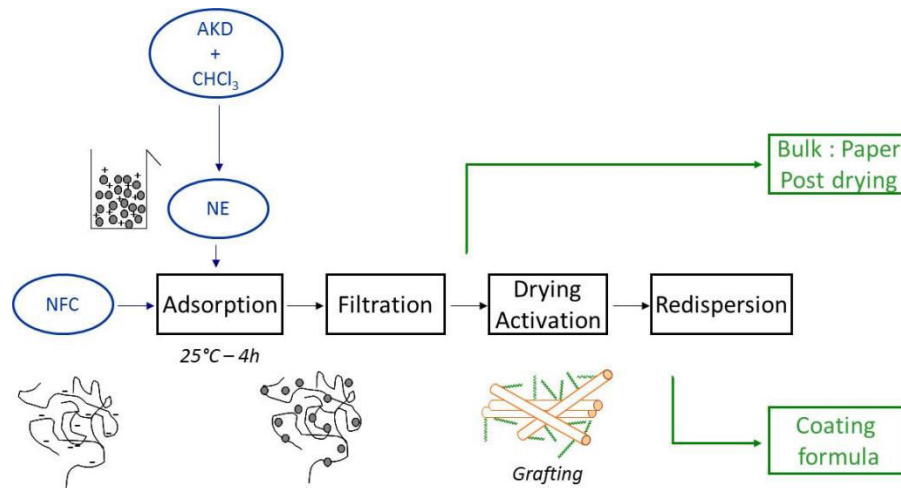 AKD
+
CHCl₃
NE
NFC
Adsorption
Filtration
Drying
Activation
Redispersion
25°C – 4h
Grafting
Bulk : Paper
Post drying
Coating
formula